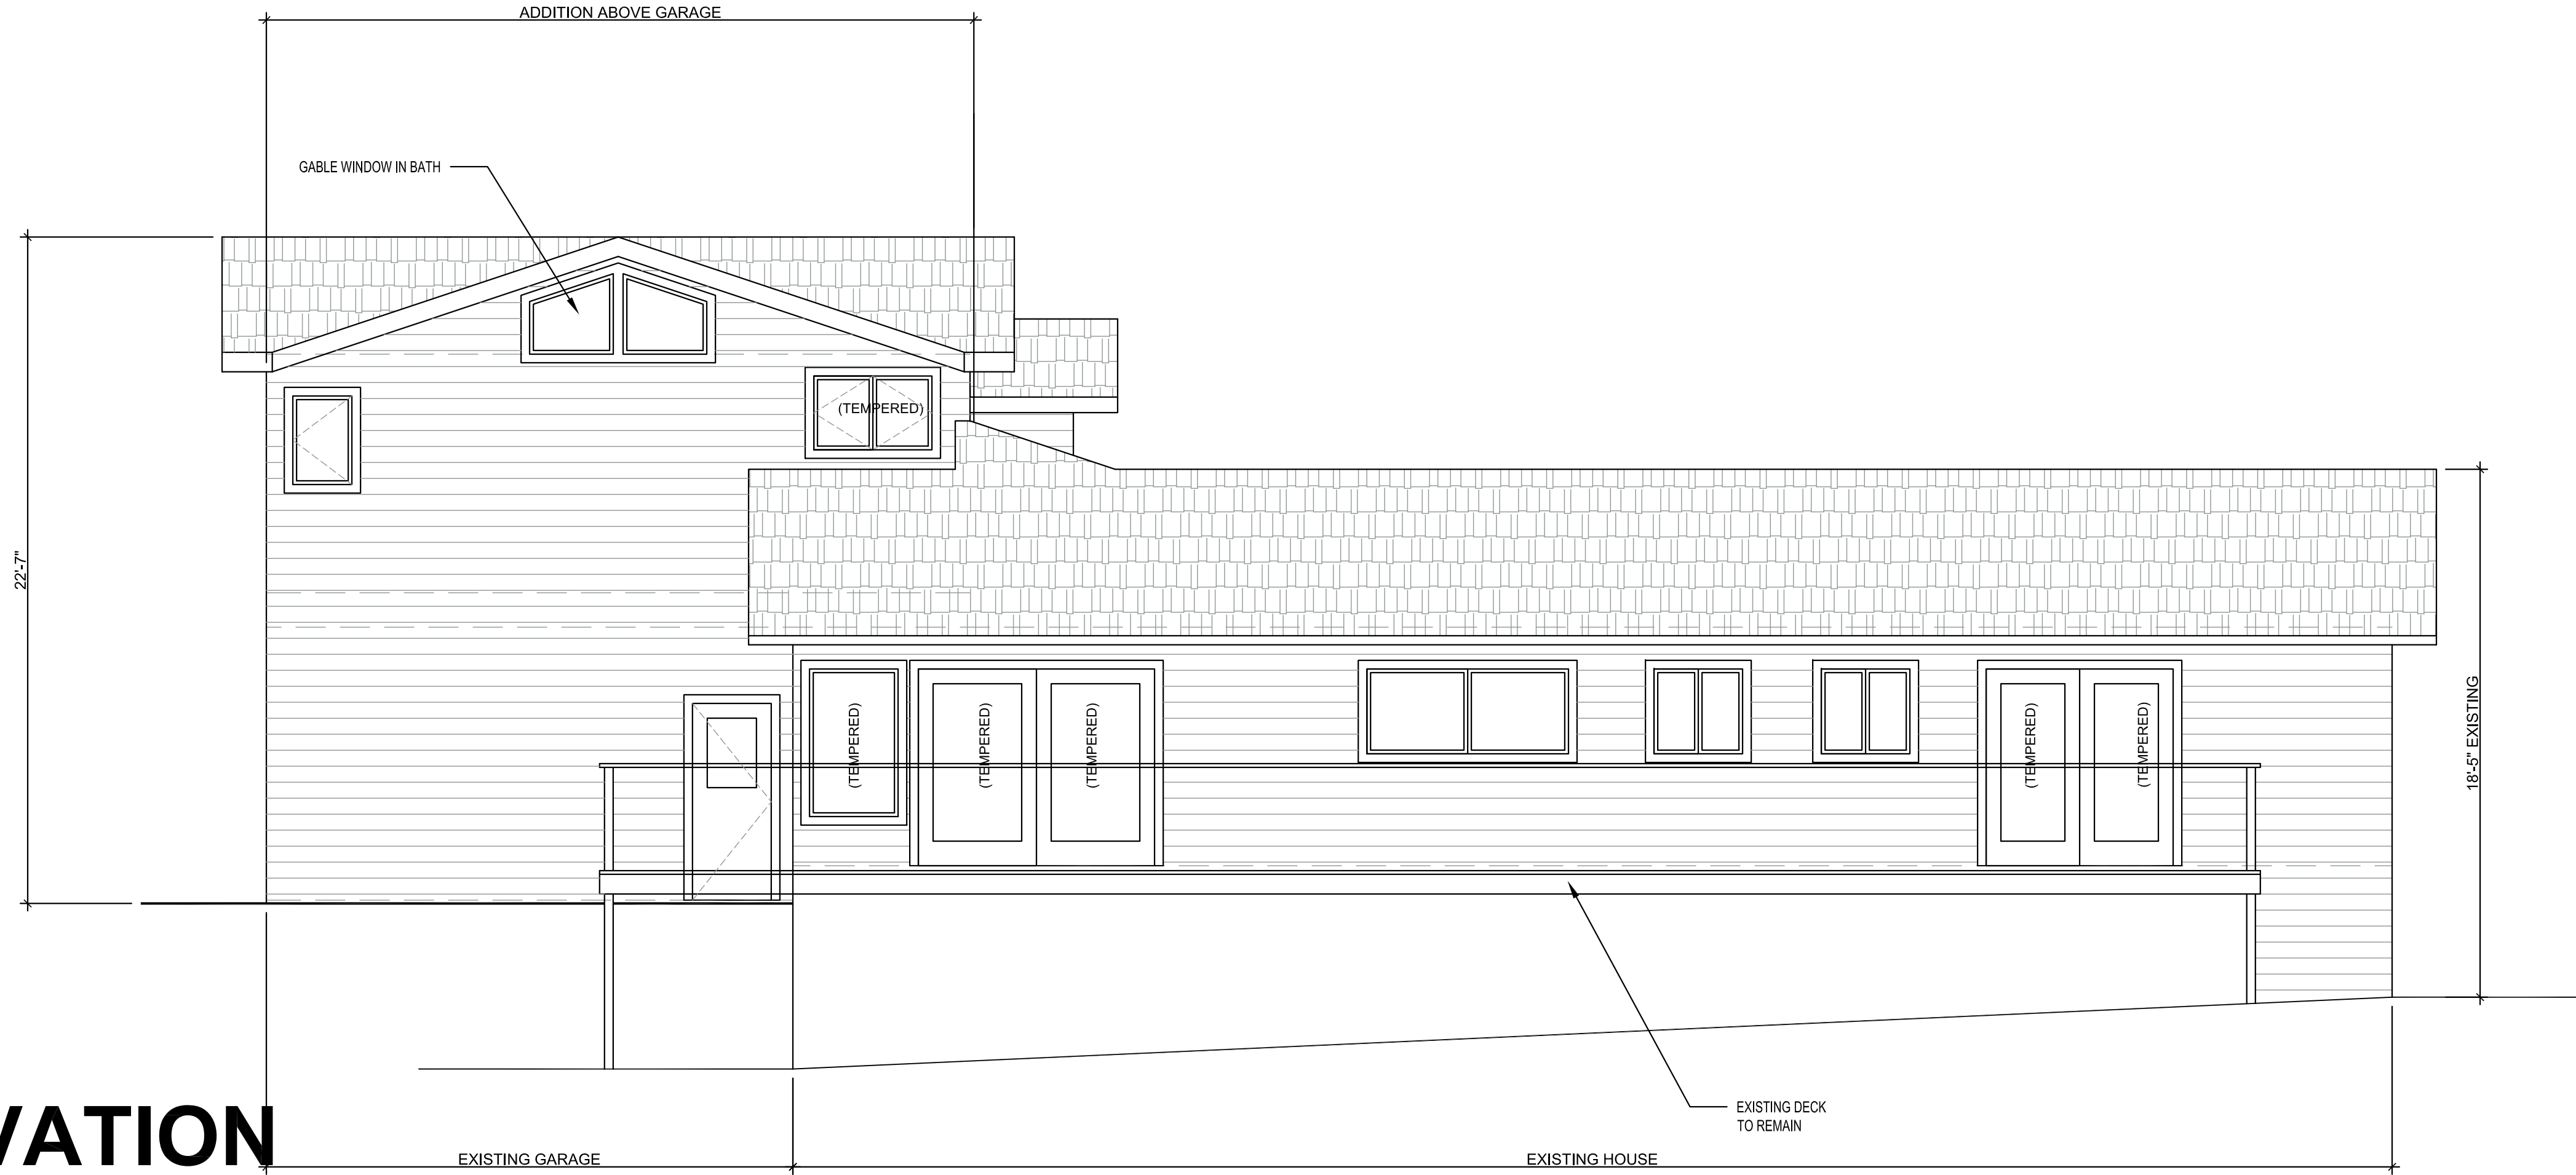 ADDITION ABOVE GARAGE
GABLE WINDOW IN BATH
(TEMPERED)
22'-7"
18'-5" EXISTING
(TEMPERED)
(TEMPERED)
(TEMPERED)
(TEMPERED)
(TEMPERED)
EXISTING DECK
TO REMAIN
VATION
EXISTING GARAGE
EXISTING HOUSE